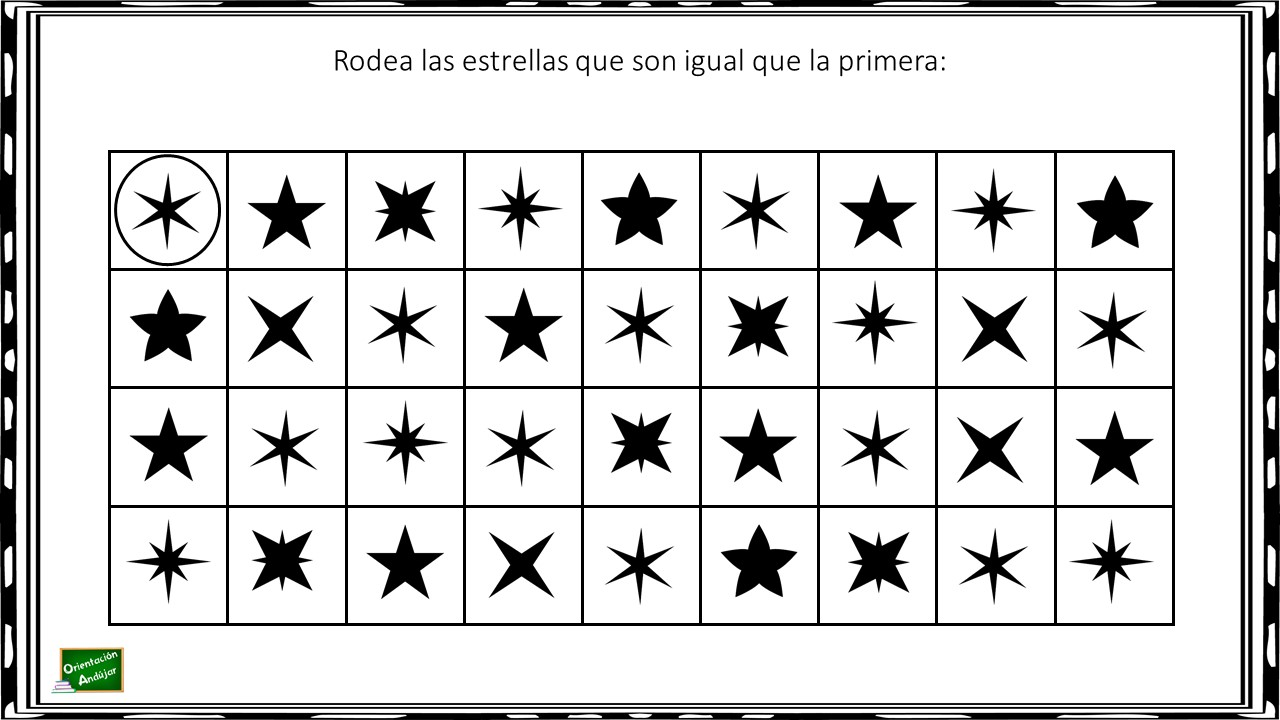 Rodea las estrellas que son igual que la primera:
Orientación
Andújar